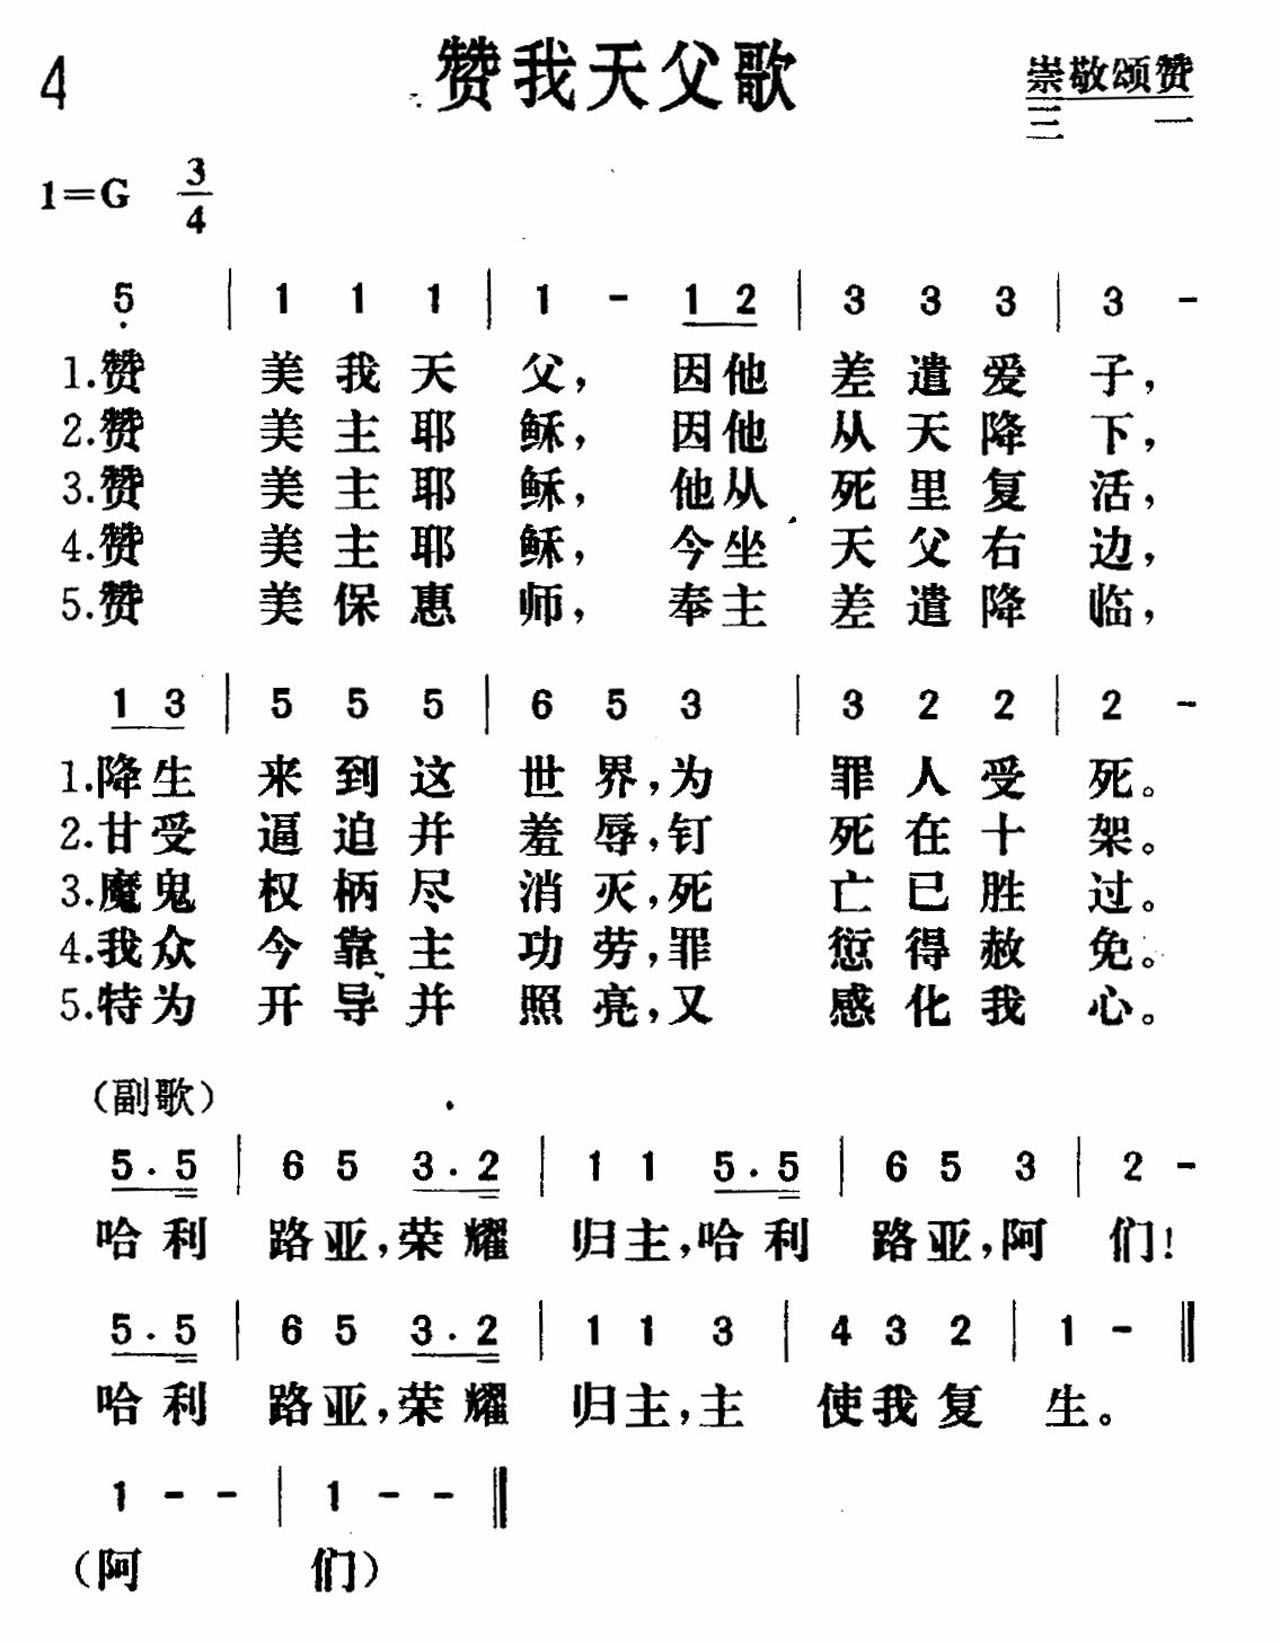 4 赞我天父歌 崇敬颂赞
三一
1=G 3/4
5 | 1 1 1 | 1 - 1 2 | 3 3 3 | 3 -
1.赞 美我天父，因他差遣爱子，
2.赞 美主耶稣，因他从天降下，
3.赞 美主耶稣，他从死里复活，
4.赞 美主耶稣，今坐天父右边，
5.赞 美保惠师，奉主差遣降临，
1 3 | 5 5 5 | 6 5 3 | 3 2 2 | 2 -
1.降生来到这世界，为罪人受死。
2.甘受逼迫并羞辱，钉死在十架。
3.魔鬼权柄尽消灭，死亡已胜过。
4.我众今靠主功劳，罪愆得赦免。
5.特为开导并照亮，又感化我心。
（副歌）
5 . 5 | 6 5 3 . 2 | 1 1 5 . 5 | 6 5 3 | 2 -
哈利路亚，荣耀归主，哈利路亚，阿们！
5 . 5 | 6 5 3 . 2 | 1 1 3 | 4 3 2 | 1 - ‖
哈利路亚，荣耀归主，主使我复生。
1 - - | 1 - - ‖
（阿 们）